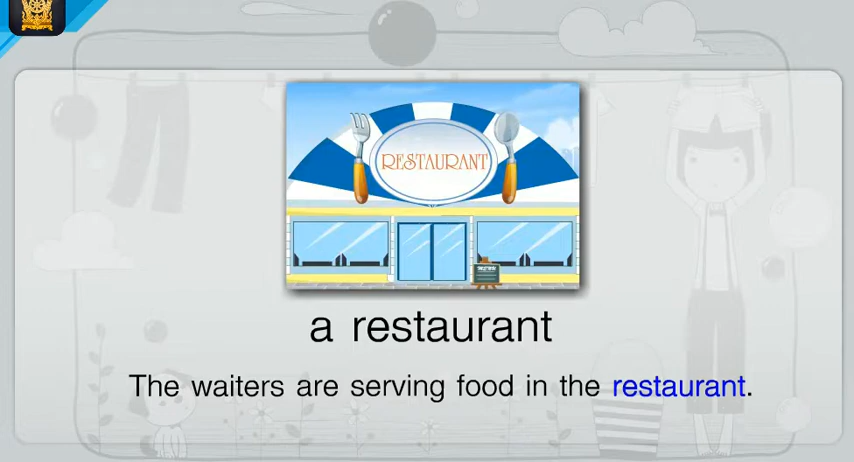 RESTAURANT
a restaurant
The waiters are serving food in the restaurant.